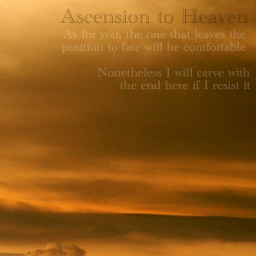 Ascension to Heaven
As for you, the one that leaves the
position to fate will be comfortable
Nonetheless I will carve with
the end here if I resist it